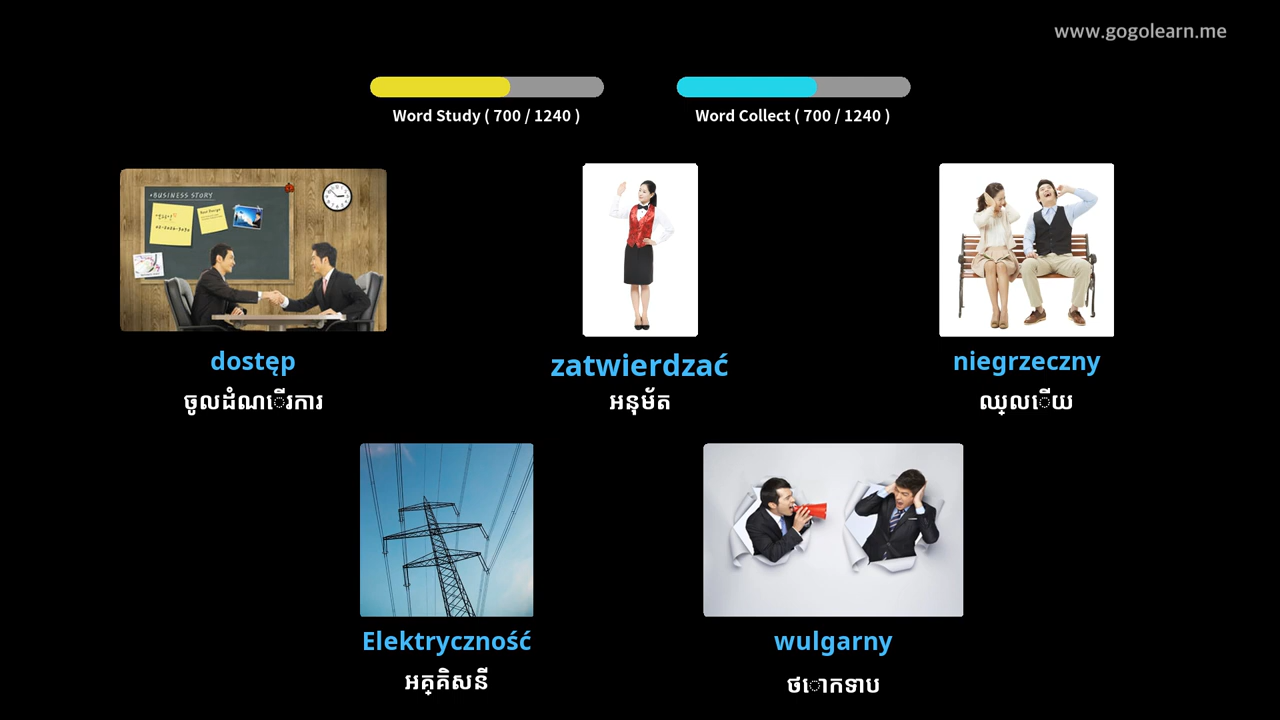 www.gogolearn.me
Word Study ( 700 / 1240 )
Word Collect ( 700 / 1240 )
BUSINESS STORY
dostęp
ចូលដំណើរការ
zatwierdzać
អនុម័ត
niegrzeczny
ឈ្លើយ
Elektryczność
អគ្គិសនី
wulgarny
ថោកទាប